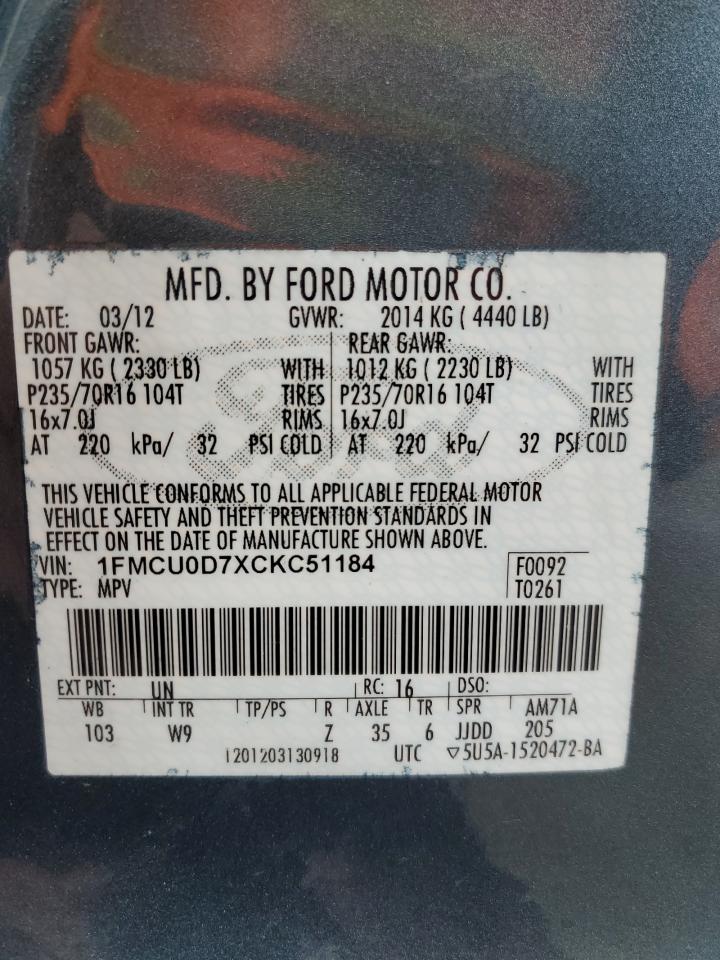 MFD. BY FORD MOTOR CO.
DATE: 03/12 GVWR: 2014 KG ( 4440 LB)
FRONT GAWR: REAR GAWR:
1057 KG ( 2330 LB) WITH 1012 KG ( 2230 LB) WITH
P235/70R16 104T TIRES P235/70R16 104T TIRES
16x7.0J RIMS 16x7.0J RIMS
AT 220 kPa/ 32 PSI COLD AT 220 kPa/ 32 PSI COLD
Ford
THIS VEHICLE CONFORMS TO ALL APPLICABLE FEDERAL MOTOR
VEHICLE SAFETY AND THEFT PREVENTION STANDARDS IN
EFFECT ON THE DATE OF MANUFACTURE SHOWN ABOVE.
VIN: 1FMCU0D7XCKC51184 F0092
TYPE: MPV T0261
EXT PNT: UN RC: 16 DSO:
WB INT TR TP/PS R AXLE TR SPR AM71A
103 W9 Z 35 6 JJDD 205
1201203130918 UTC ▽5U5A-1520472-BA